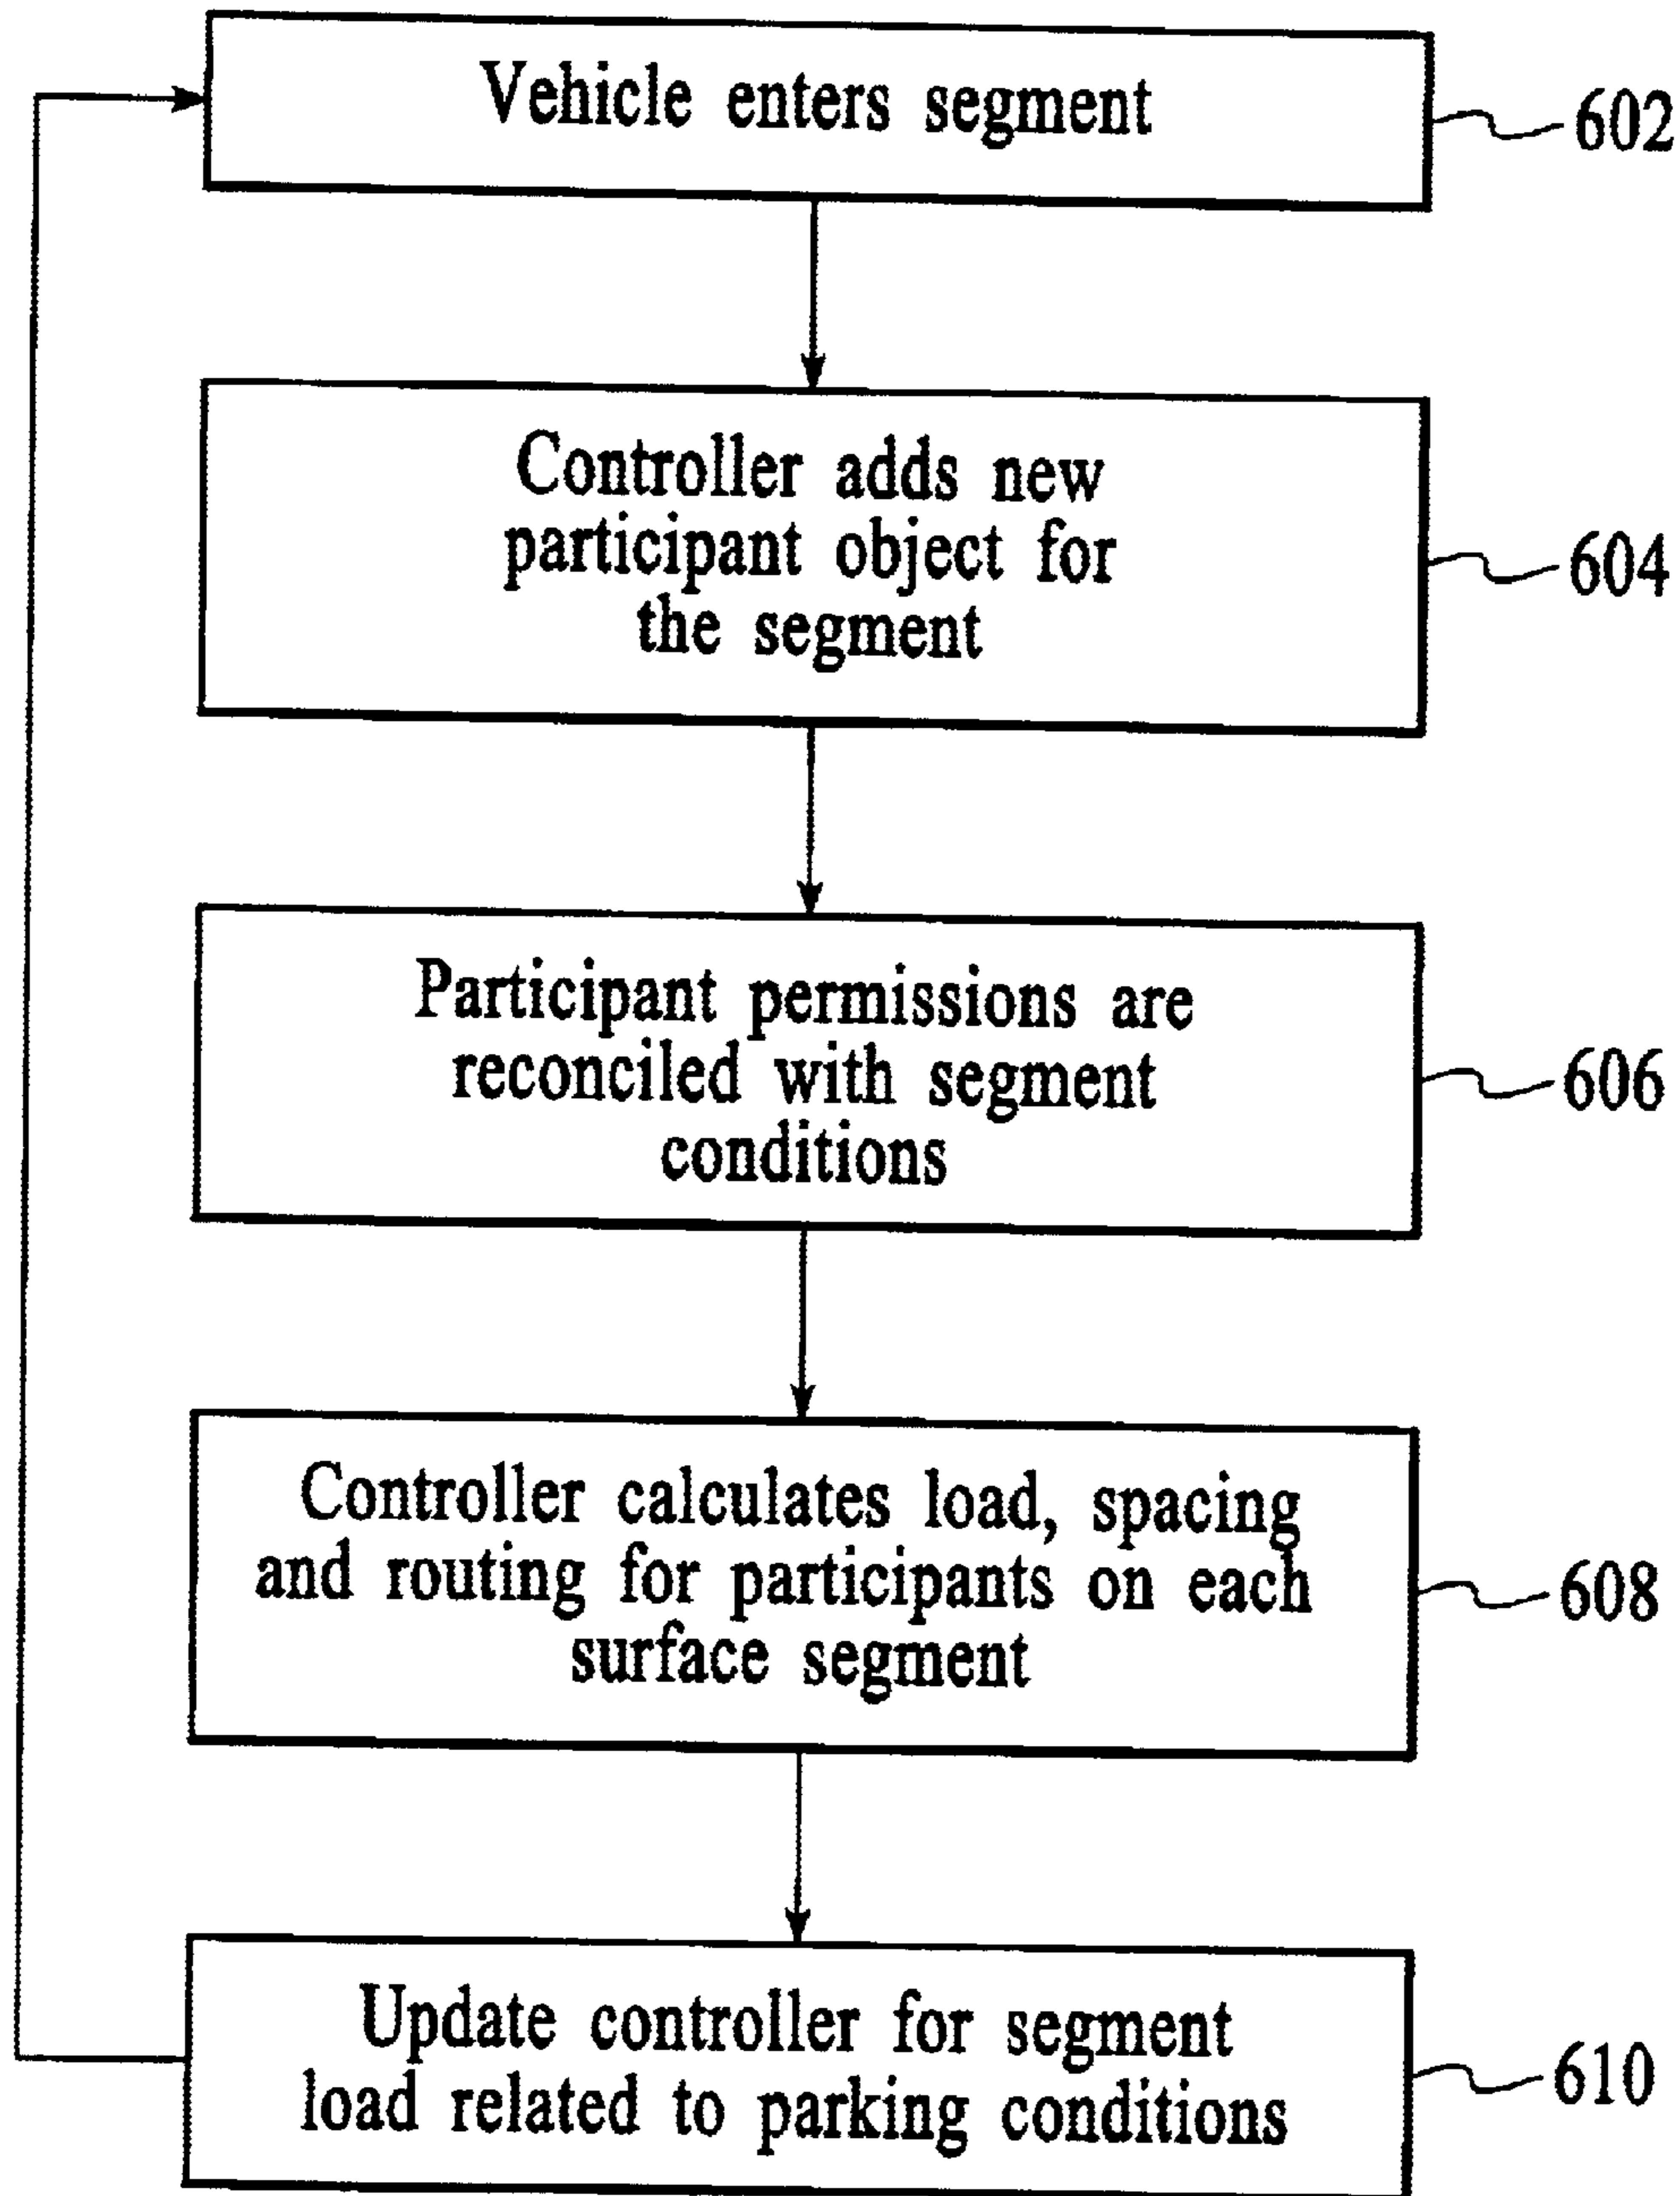 Vehicle enters segment
602
Controller adds new
participant object for
the segment
604
Participant permissions are
reconciled with segment
conditions
606
Controller calculates load, spacing
and routing for participants on each
surface segment
608
Update controller for segment
load related to parking conditions
610